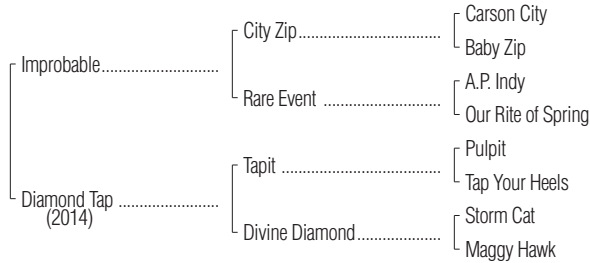 Carson City
City Zip
Baby Zip
Improbable
A.P. Indy
Rare Event
Our Rite of Spring
Pulpit
Tapit
Tap Your Heels
Diamond Tap
(2014)
Storm Cat
Divine Diamond
Maggy Hawk